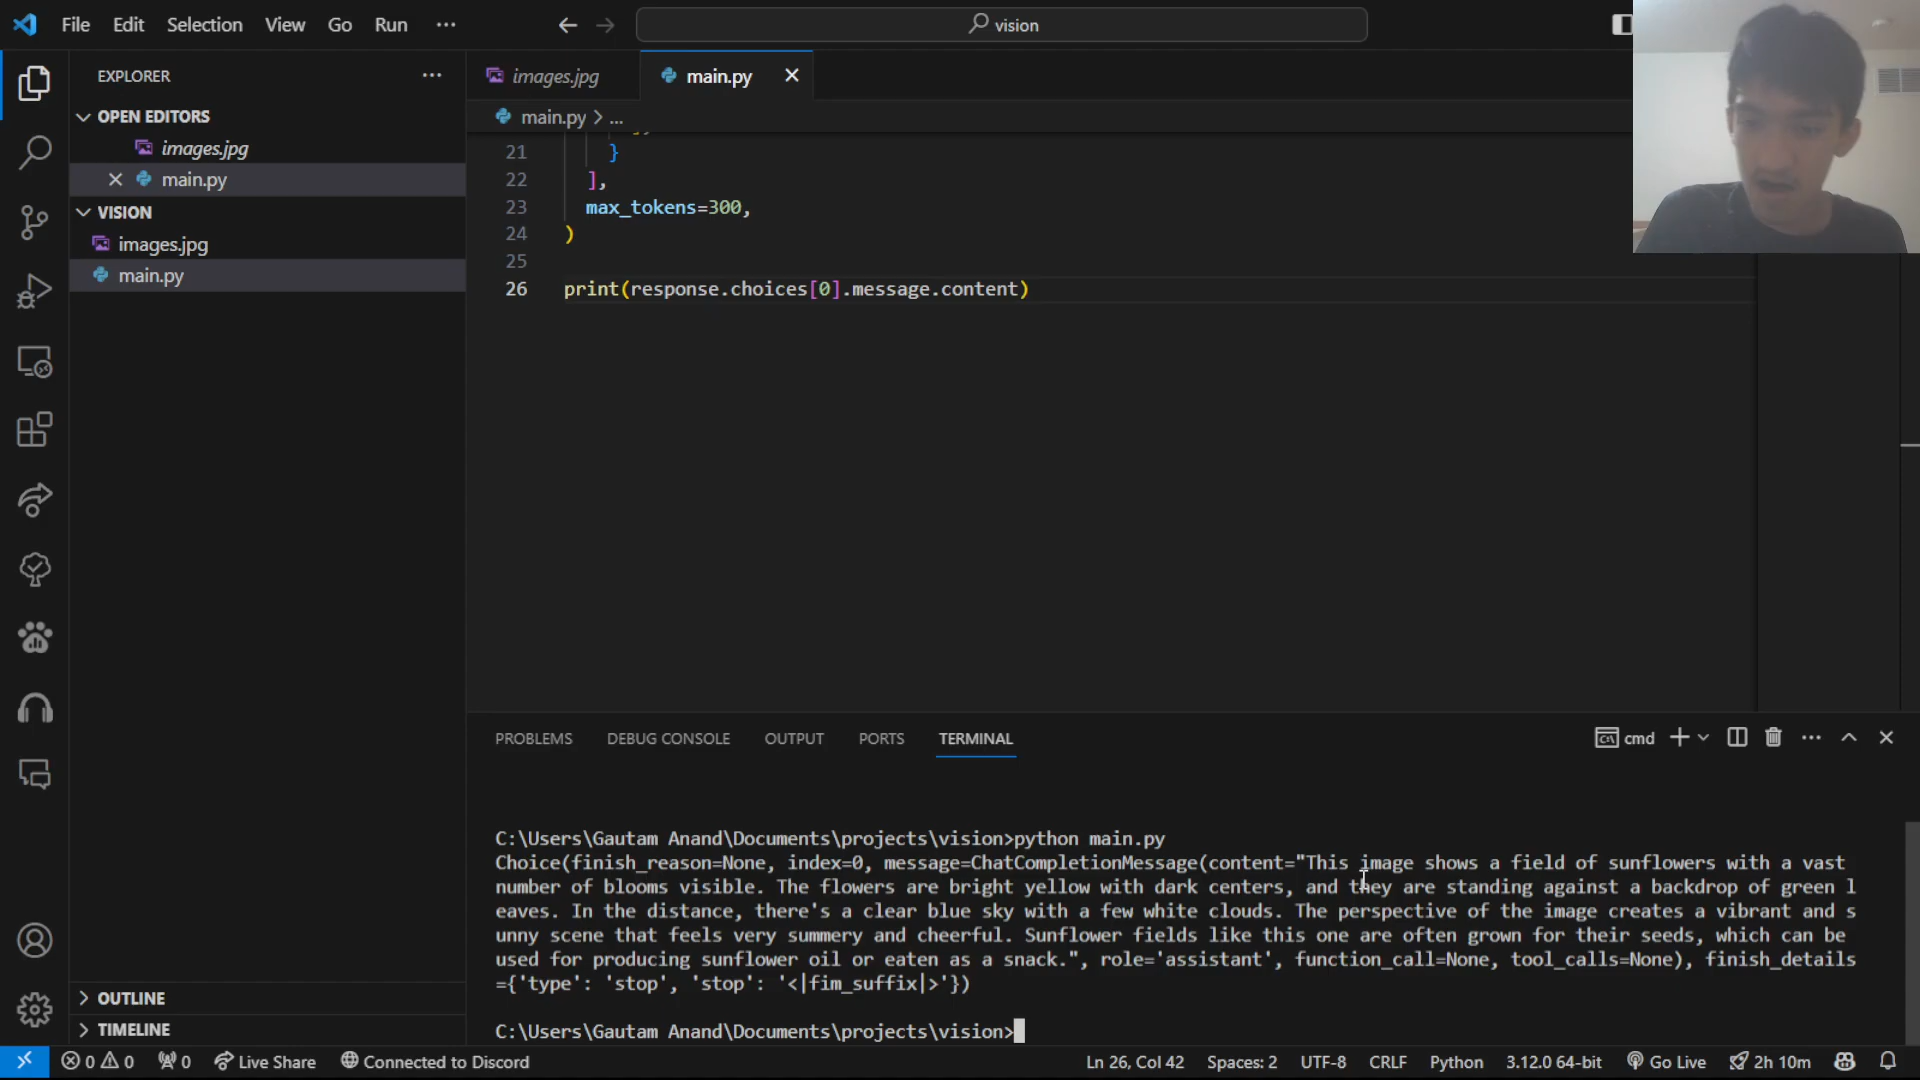 File Edit Selection View Go Run ···
vision
EXPLORER ···
OPEN EDITORS
images.jpg
main.py
VISION
images.jpg
main.py
OUTLINE
TIMELINE
images.jpg
main.py
main.py > ...
21 }
22 ],
23 max_tokens=300,
24 )
25
26 print(response.choices[0].message.content)
PROBLEMS DEBUG CONSOLE OUTPUT PORTS TERMINAL
cmd
C:\Users\Gautam Anand\Documents\projects\vision>python main.py
Choice(finish_reason=None, index=0, message=ChatCompletionMessage(content="This image shows a field of sunflowers with a vast
number of blooms visible. The flowers are bright yellow with dark centers, and they are standing against a backdrop of green l
eaves. In the distance, there's a clear blue sky with a few white clouds. The perspective of the image creates a vibrant and s
unny scene that feels very summery and cheerful. Sunflower fields like this one are often grown for their seeds, which can be
used for producing sunflower oil or eaten as a snack.", role='assistant', function_call=None, tool_calls=None), finish_details
={'type': 'stop', 'stop': '<|fim_suffix|>'})
C:\Users\Gautam Anand\Documents\projects\vision>
0 0 0 Live Share Connected to Discord Ln 26, Col 42 Spaces: 2 UTF-8 CRLF Python 3.12.0 64-bit Go Live 2h 10m